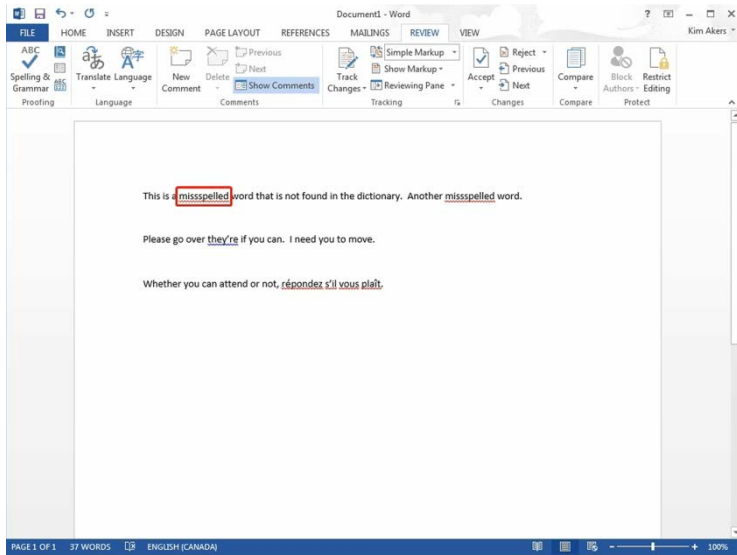 Document1 - Word
FILE HOME INSERT DESIGN PAGE LAYOUT REFERENCES MAILINGS REVIEW VIEW Kim Akers
ABC Spelling & Grammar
Translate Language
New Comment Delete Previous Next Show Comments
Track Changes Simple Markup Show Markup Reviewing Pane
Accept Reject Previous Next
Compare
Block Authors Restrict Editing
Proofing Language Comments Tracking Changes Compare Protect
This is a missspelled word that is not found in the dictionary. Another missspelled word.
Please go over they're if you can. I need you to move.
Whether you can attend or not, répondez s'il vous plaît.
PAGE 1 OF 1 37 WORDS ENGLISH (CANADA) 100%